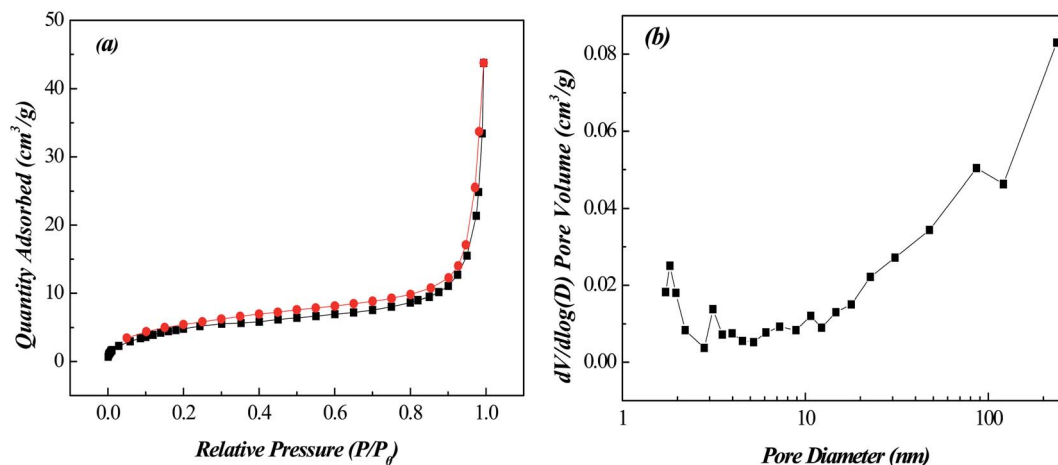 (a)
Quantity Adsorbed (cm³/g)
50
40
30
20
10
0
0.0 0.2 0.4 0.6 0.8 1.0
Relative Pressure (P/P₀)
(b)
dV/dlog(D) Pore Volume (cm³/g)
0.08
0.06
0.04
0.02
0.00
1 10 100
Pore Diameter (nm)